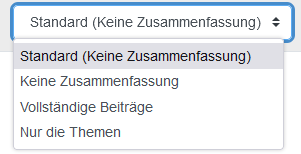 Standard (Keine Zusammenfassung)
Standard (Keine Zusammenfassung)
Keine Zusammenfassung
Vollständige Beiträge
Nur die Themen